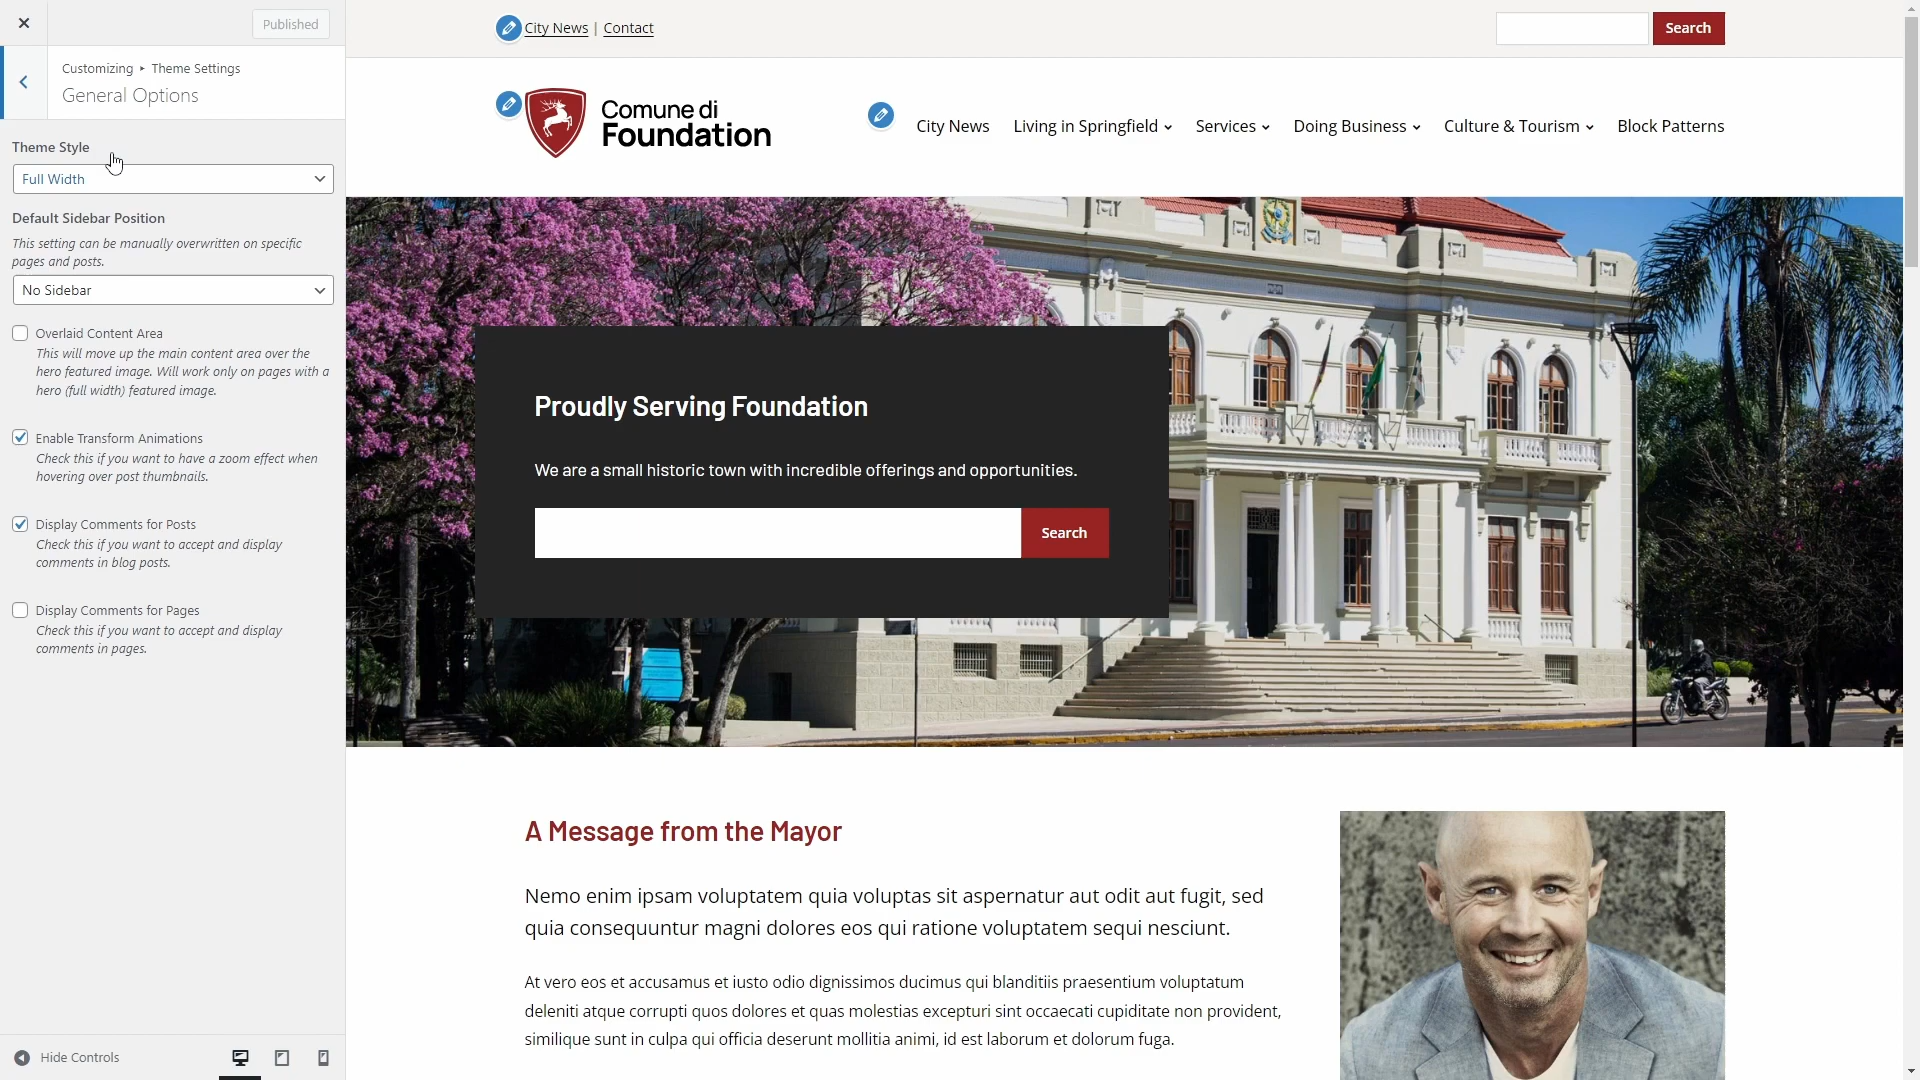 Published
Customizing ▸ Theme Settings
General Options
Theme Style
Full Width
Default Sidebar Position
This setting can be manually overwritten on specific
pages and posts.
No Sidebar
Overlaid Content Area
This will move up the main content area over the
hero featured image. Will work only on pages with a
hero (full width) featured image.
Enable Transform Animations
Check this if you want to have a zoom effect when
hovering over post thumbnails.
Display Comments for Posts
Check this if you want to accept and display
comments in blog posts.
Display Comments for Pages
Check this if you want to accept and display
comments in pages.
Hide Controls
City News | Contact
Search
Comune di
Foundation
City News Living in Springfield Services Doing Business Culture & Tourism Block Patterns
Proudly Serving Foundation
We are a small historic town with incredible offerings and opportunities.
Search
A Message from the Mayor
Nemo enim ipsam voluptatem quia voluptas sit aspernatur aut odit aut fugit, sed
quia consequuntur magni dolores eos qui ratione voluptatem sequi nesciunt.
At vero eos et accusamus et iusto odio dignissimos ducimus qui blanditiis praesentium voluptatum
deleniti atque corrupti quos dolores et quas molestias excepturi sint occaecati cupiditate non provident,
similique sunt in culpa qui officia deserunt mollitia animi, id est laborum et dolorum fuga.